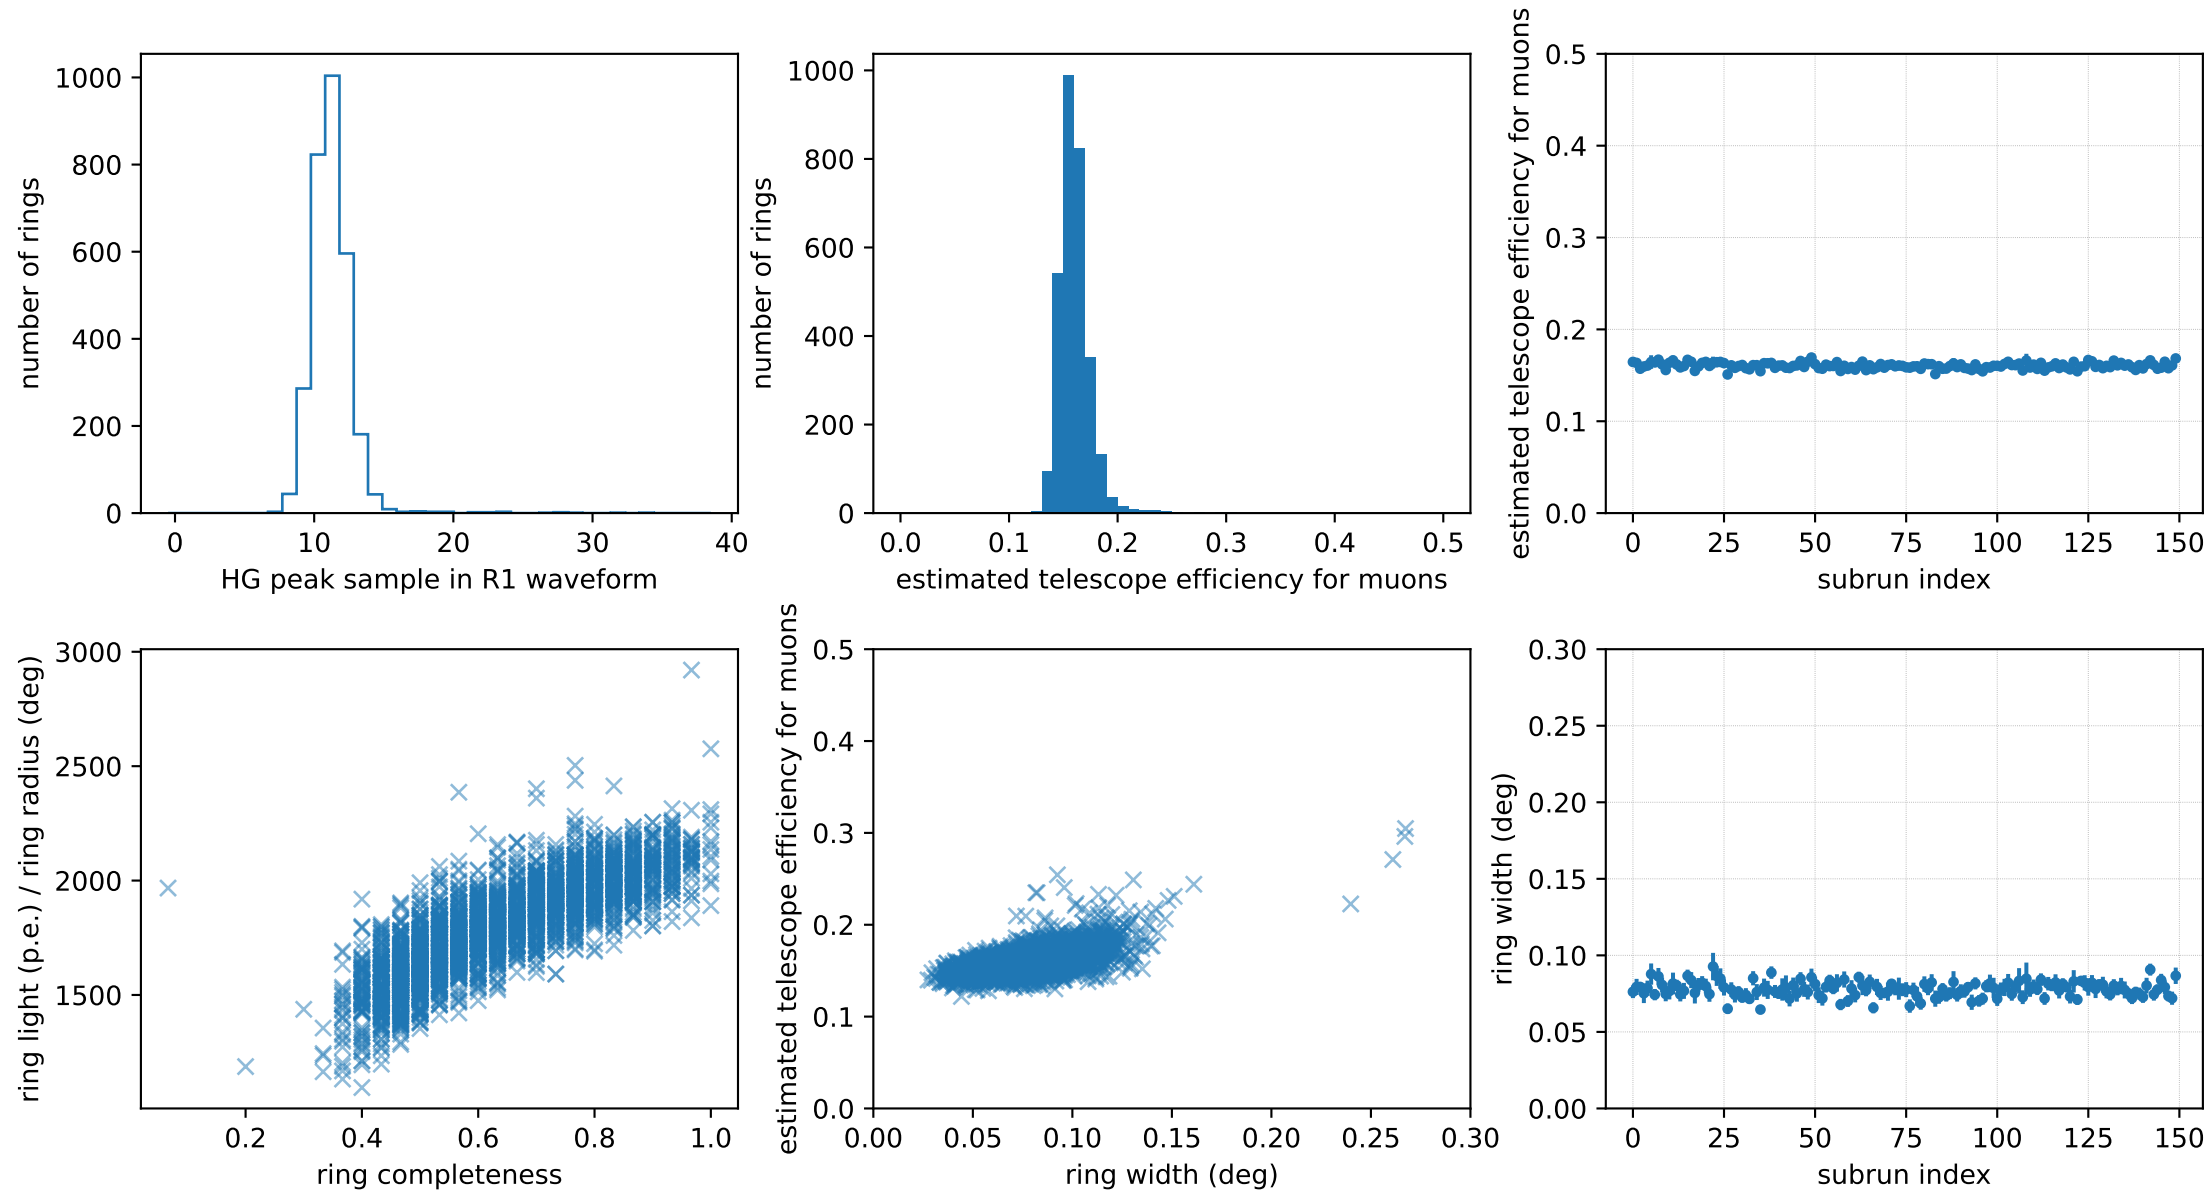 1000
800
600
400
200
0
number of rings
0 10 20 30 40
HG peak sample in R1 waveform
1000
800
600
400
200
0
number of rings
0.0 0.1 0.2 0.3 0.4 0.5
estimated telescope efficiency for muons
0.5
0.4
0.3
0.2
0.1
0.0
estimated telescope efficiency for muons
0 25 50 75 100 125 150
subrun index
3000
2500
2000
1500
ring light (p.e.) / ring radius (deg)
0.2 0.4 0.6 0.8 1.0
ring completeness
0.5
0.4
0.3
0.2
0.1
0.0
estimated telescope efficiency for muons
0.00 0.05 0.10 0.15 0.20 0.25 0.30
ring width (deg)
0.30
0.25
0.20
0.15
0.10
0.05
0.00
ring width (deg)
0 25 50 75 100 125 150
subrun index